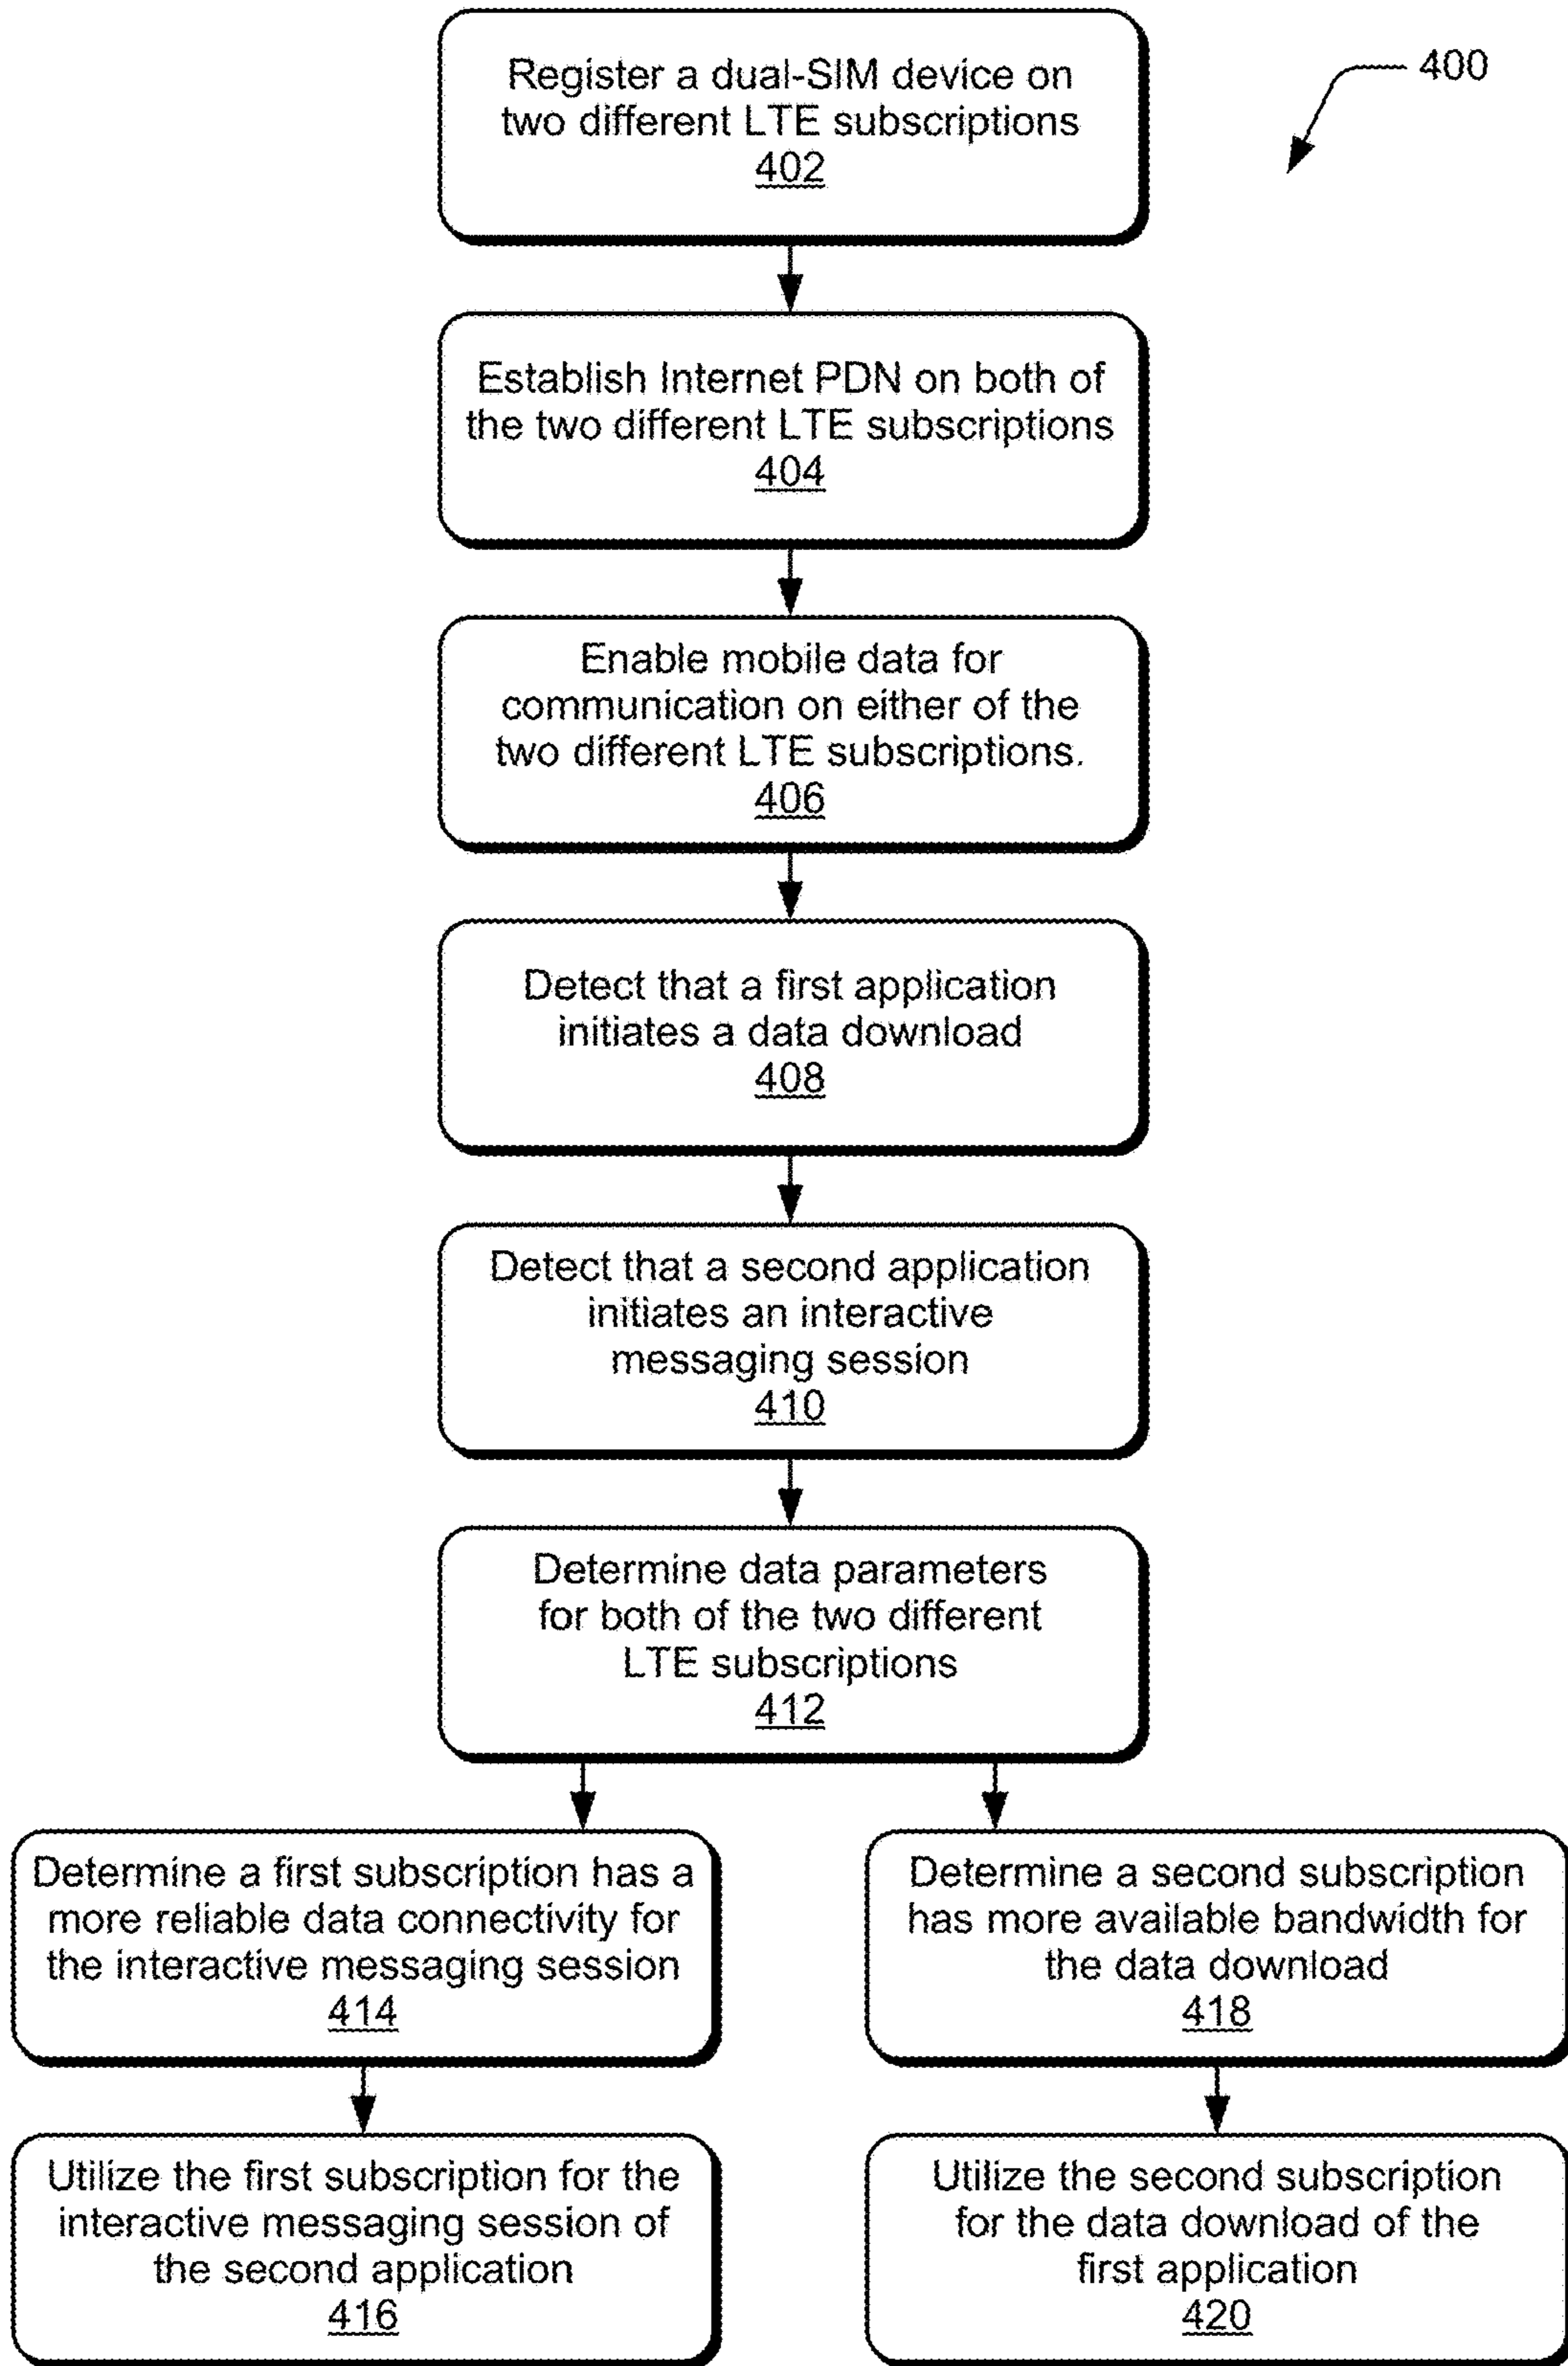 400
Register a dual-SIM device on
two different LTE subscriptions
402
Establish Internet PDN on both of
the two different LTE subscriptions
404
Enable mobile data for
communication on either of the
two different LTE subscriptions.
406
Detect that a first application
initiates a data download
408
Detect that a second application
initiates an interactive
messaging session
410
Determine data parameters
for both of the two different
LTE subscriptions
412
Determine a first subscription has a
more reliable data connectivity for
the interactive messaging session
414
Utilize the first subscription for the
interactive messaging session of
the second application
416
Determine a second subscription
has more available bandwidth for
the data download
418
Utilize the second subscription
for the data download of the
first application
420